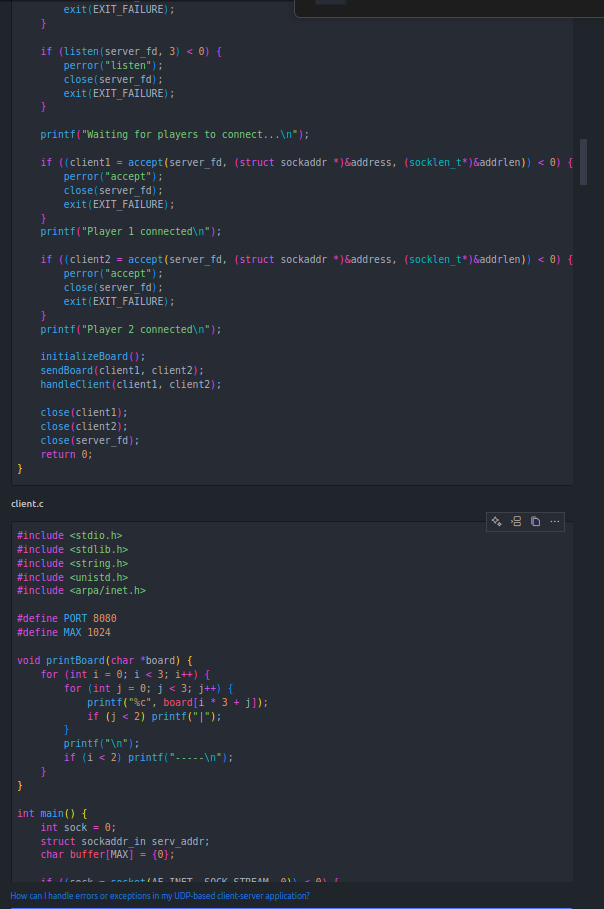 exit(EXIT_FAILURE);
    }

    if (listen(server_fd, 3) < 0) {
        perror("listen");
        close(server_fd);
        exit(EXIT_FAILURE);
    }

    printf("Waiting for players to connect...\n");

    if ((client1 = accept(server_fd, (struct sockaddr *)&address, (socklen_t*)&addrlen)) < 0) {
        perror("accept");
        close(server_fd);
        exit(EXIT_FAILURE);
    }
    printf("Player 1 connected\n");

    if ((client2 = accept(server_fd, (struct sockaddr *)&address, (socklen_t*)&addrlen)) < 0) {
        perror("accept");
        close(server_fd);
        exit(EXIT_FAILURE);
    }
    printf("Player 2 connected\n");

    initializeBoard();
    sendBoard(client1, client2);
    handleClient(client1, client2);

    close(client1);
    close(client2);
    close(server_fd);
    return 0;
}
client.c
#include <stdio.h>
#include <stdlib.h>
#include <string.h>
#include <unistd.h>
#include <arpa/inet.h>

#define PORT 8080
#define MAX 1024

void printBoard(char *board) {
    for (int i = 0; i < 3; i++) {
        for (int j = 0; j < 3; j++) {
            printf("%c", board[i * 3 + j]);
            if (j < 2) printf("|");
        }
        printf("\n");
        if (i < 2) printf("-----\n");
    }
}

int main() {
    int sock = 0;
    struct sockaddr_in serv_addr;
    char buffer[MAX] = {0};

    if ((sock = socket(AF_INET, SOCK_STREAM, 0)) < 0) {
How can I handle errors or exceptions in my UDP-based client-server application?